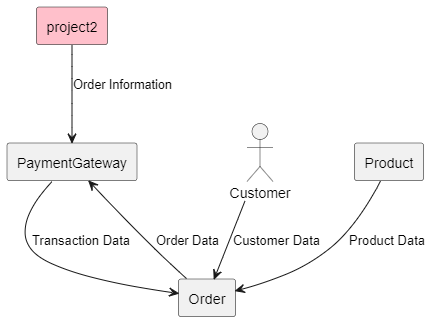 project2
Order Information
PaymentGateway
Product
Customer
Transaction Data
Order Data
Customer Data
Product Data
Order